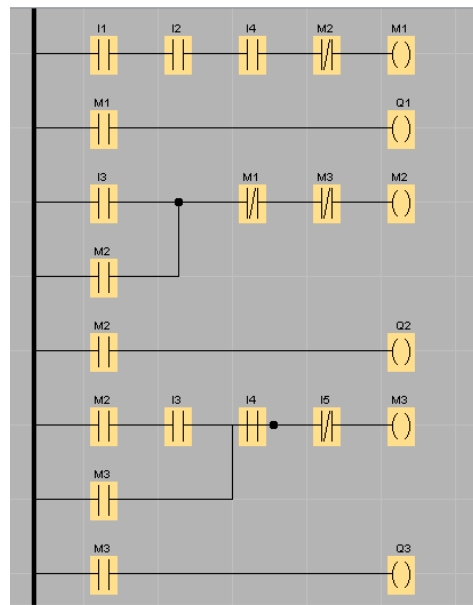 I1 I2 I4 M2 M1
M1 Q1
I3 M1 M3 M2
M2
M2 Q2
M2 I3 I4 I5 M3
M3
M3 Q3